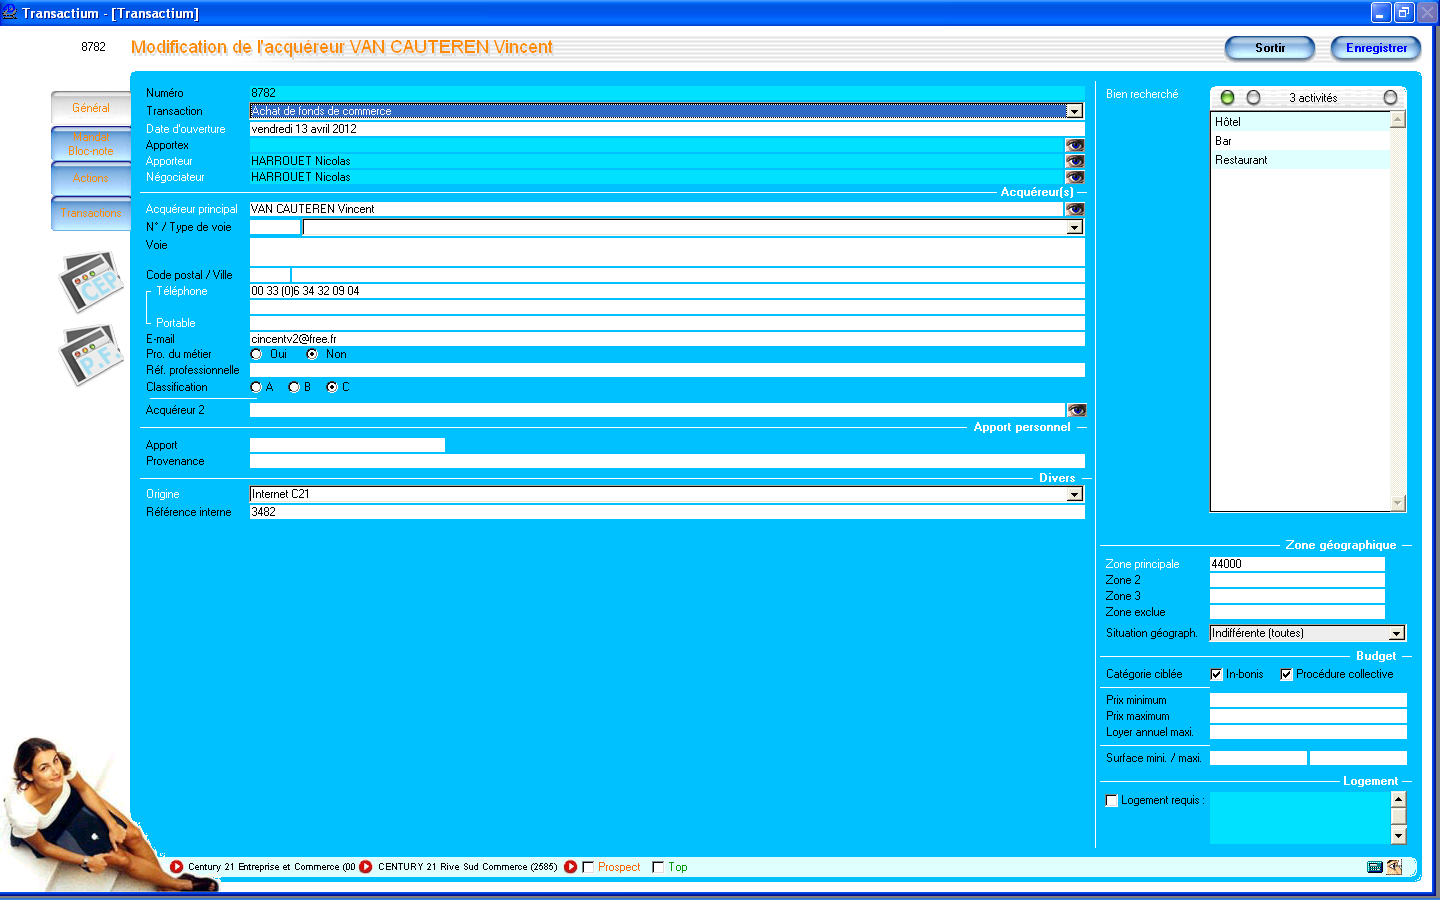 Transactium - [Transactium]
8782
Modification de l'acquéreur VAN CAUTEREN Vincent
Sortir
Enregistrer
Général
Bloc-note
Actions
Transactions
CEP
P.F.
Numéro 8782
Transaction Achat de fonds de commerce
Date d'ouverture vendredi 13 avril 2012
Apportex
Apporteur HARROUET Nicolas
Négociateur HARROUET Nicolas
Acquéreur(s)
Acquéreur principal VAN CAUTEREN Vincent
N° / Type de voie
Voie
Code postal / Ville
Téléphone 00 33 (0)6 34 32 09 04
Portable
E-mail cincentv2@free.fr
Pro. du métier Oui Non
Réf. professionnelle
Classification A B C
Acquéreur 2
Apport personnel
Apport
Provenance
Divers
Origine Internet C21
Référence interne 3482
Bien recherché
3 activités
Hôtel
Bar
Restaurant
Zone géographique
Zone principale 44000
Zone 2
Zone 3
Zone exclue
Situation géograph. Indifférente (toutes)
Budget
Catégorie ciblée In-bonis Procédure collective
Prix minimum
Prix maximum
Loyer annuel maxi.
Surface mini. / maxi.
Logement
Logement requis :
Century 21 Entreprise et Commerce (00
CENTURY 21 Rive Sud Commerce (2585)
Prospect
Top